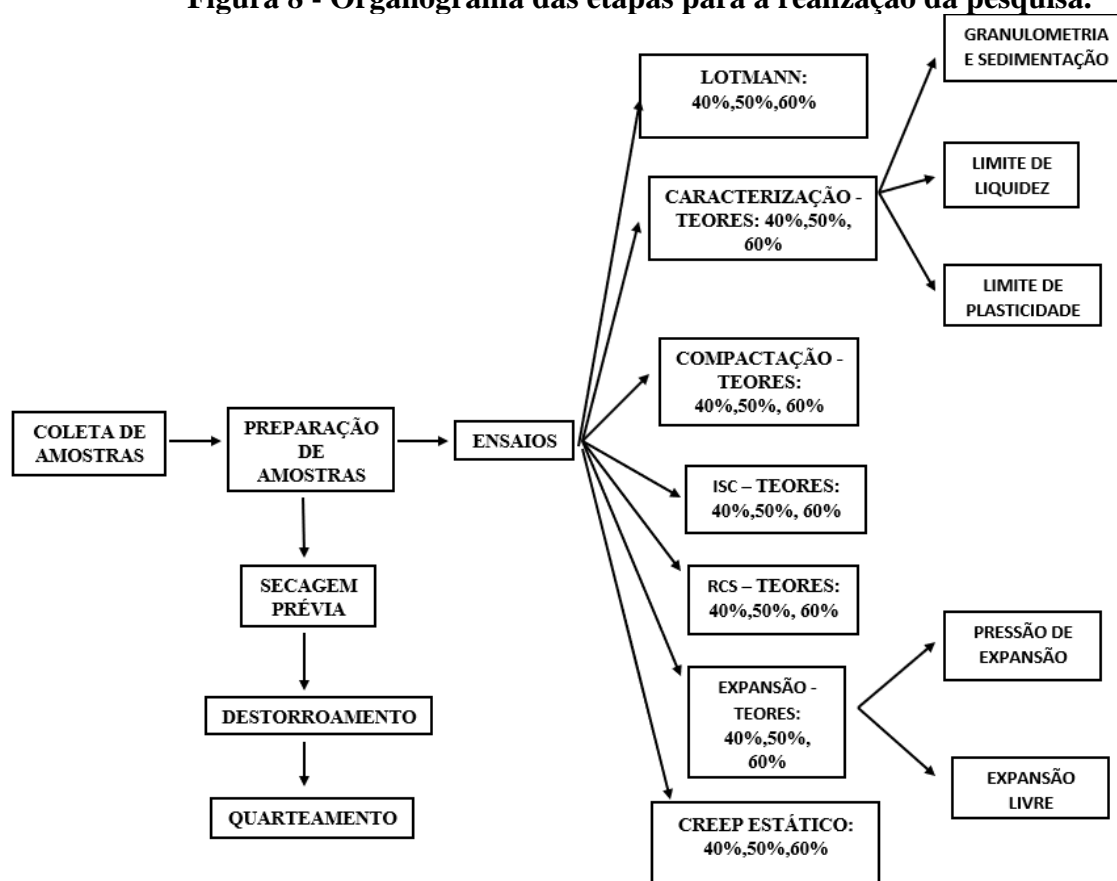 Figura 8 - Organograma das etapas para a realização da pesquisa.
COLETA DE
AMOSTRAS
PREPARAÇÃO
DE
AMOSTRAS
SECAGEM
PRÉVIA
DESTORROAMENTO
QUARTEAMENTO
ENSAIOS
LOTMANN:
40%,50%,60%
CARACTERIZAÇÃO -
TEORES: 40%,50%,
60%
GRANULOMETRIA
E SEDIMENTAÇÃO
LIMITE DE
LIQUIDEZ
LIMITE DE
PLASTICIDADE
COMPACTAÇÃO -
TEORES:
40%,50%, 60%
ISC – TEORES:
40%,50%, 60%
RCS – TEORES:
40%,50%, 60%
EXPANSÃO -
TEORES:
40%,50%,
60%
PRESSÃO DE
EXPANSÃO
EXPANSÃO
LIVRE
CREEP ESTÁTICO:
40%,50%,60%